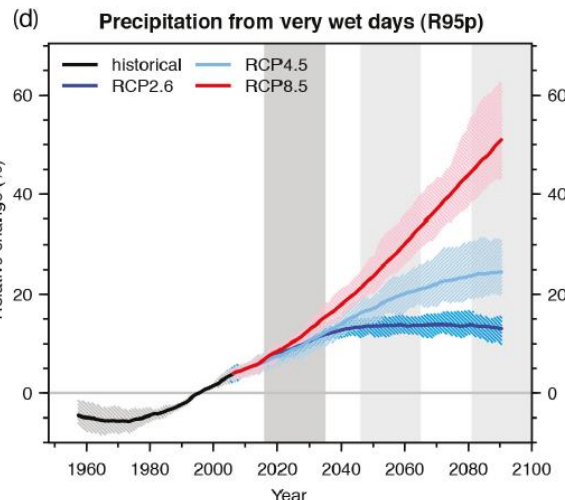 (d) Precipitation from very wet days (R95p)
historical RCP4.5
RCP2.6 RCP8.5
60 60
40 40
20 20
0 0
1960 1980 2000 2020 2040 2060 2080 2100
Year